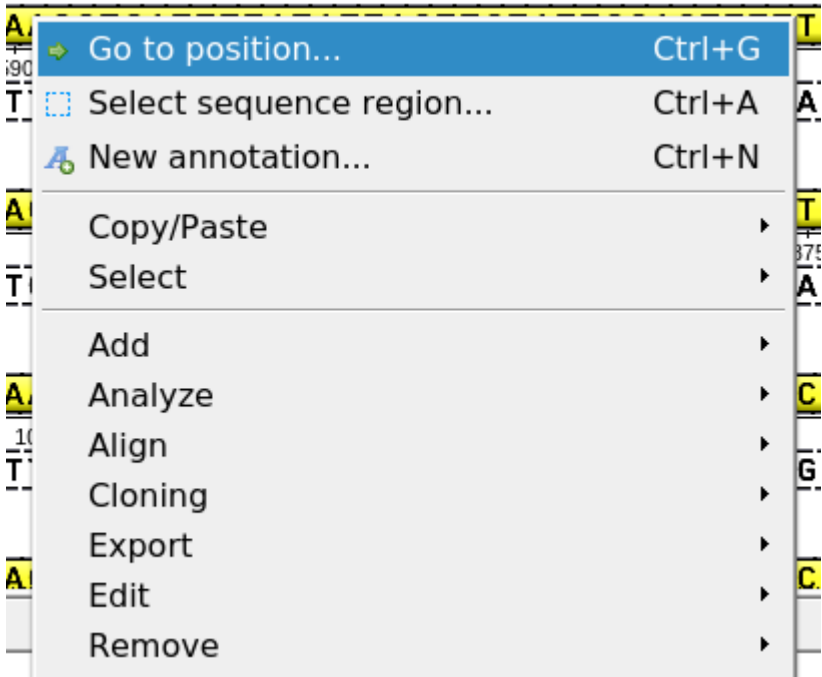 Go to position... Ctrl+G
Select sequence region... Ctrl+A
New annotation... Ctrl+N
Copy/Paste
Select
Add
Analyze
Align
Cloning
Export
Edit
Remove